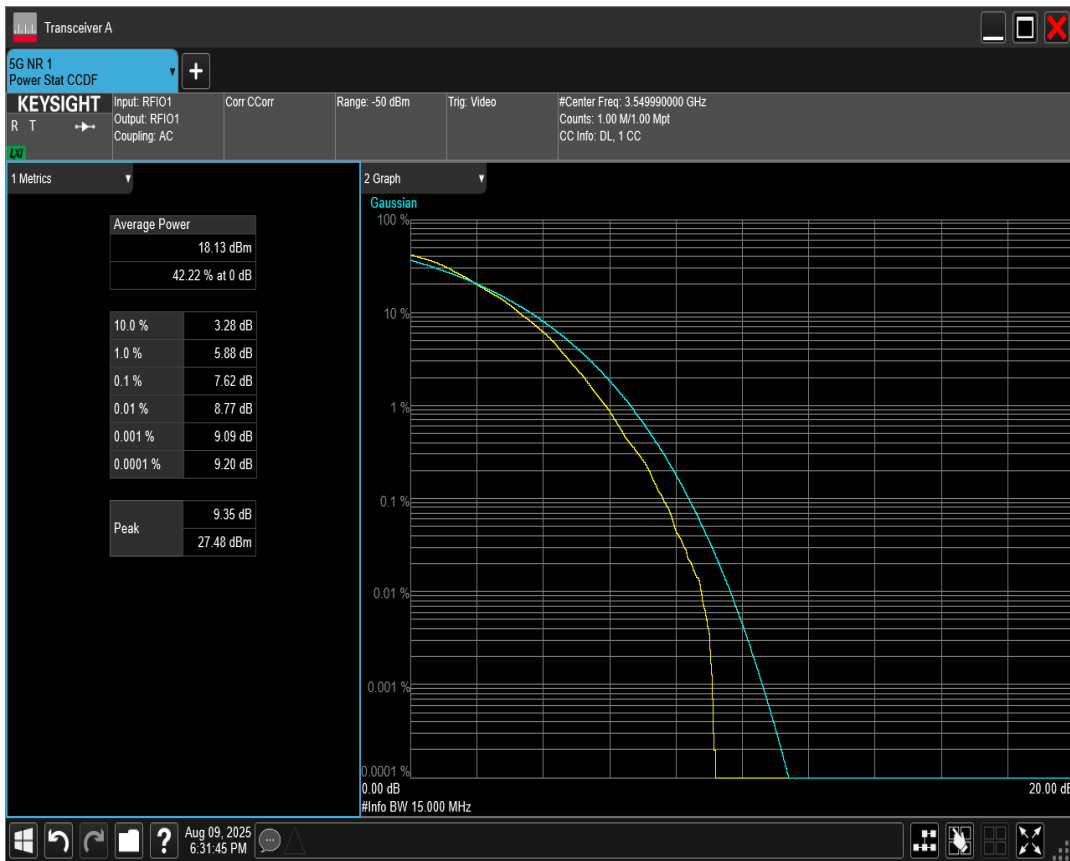 Transceiver A
5G NR 1
Power Stat CCDF
+
KEYSIGHT
R T
LXI
Input: RFIO1
Output: RFIO1
Coupling: AC
Corr CCorr
Range: -50 dBm
Trig: Video
#Center Freq: 3.549990000 GHz
Counts: 1.00 M/1.00 Mpt
CC Info: DL, 1 CC
1 Metrics
Average Power
18.13 dBm
42.22 % at 0 dB
10.0 % 3.28 dB
1.0 % 5.88 dB
0.1 % 7.62 dB
0.01 % 8.77 dB
0.001 % 9.09 dB
0.0001 % 9.20 dB
Peak
9.35 dB
27.48 dBm
2 Graph
Gaussian
100 %
10 %
1 %
0.1 %
0.01 %
0.001 %
0.0001 %
0.00 dB
20.00 dB
#Info BW 15.000 MHz
?
Aug 09, 2025
6:31:45 PM